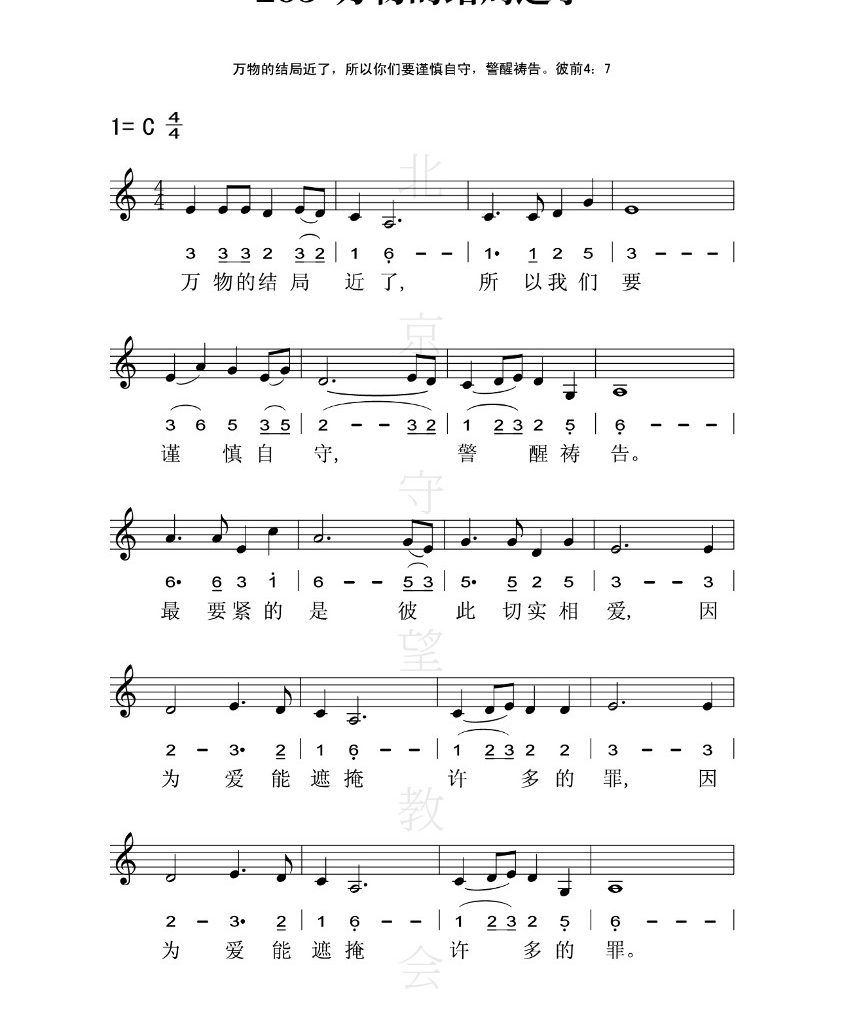 万物的结局近了，所以你们要谨慎自守，警醒祷告。彼前4：7
1= C 4/4
3 3 3 2 3 2 | 1 6 - - | 1· 1 2 5 | 3 - - - |
万 物的结 局 近 了, 所 以我们 要
3 6 5 3 5 | 2 - - 3 2 | 1 2 3 2 5 | 6 - - - |
谨 慎自 守, 警 醒祷 告。
6· 6 3 1 | 6 - - 5 3 | 5· 5 2 5 | 3 - - 3 |
最 要紧的 是 彼 此 切实相 爱, 因
2 - 3· 2 | 1 6 - - | 1 2 3 2 2 | 3 - - 3 |
为 爱 能 遮掩 许 多的 罪, 因
2 - 3· 2 | 1 6 - - | 1 2 3 2 5 | 6 - - - |
为 爱 能 遮掩 许 多的 罪。
北京守望教会